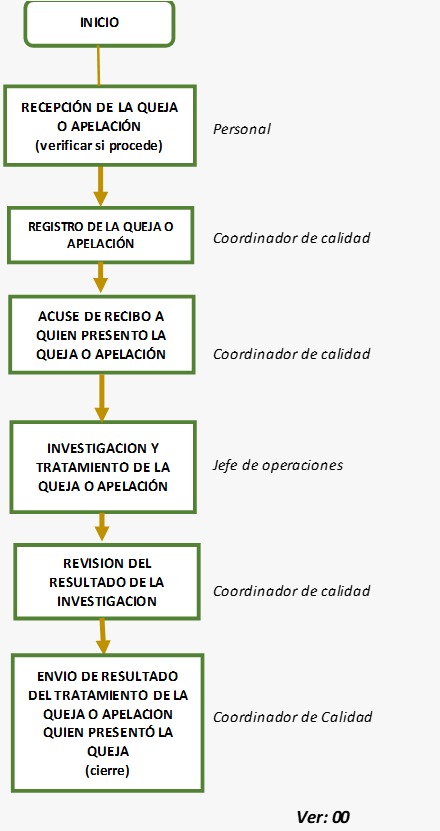 INICIO
RECEPCIÓN DE LA QUEJA
O APELACIÓN
(verificar si procede)
Personal
REGISTRO DE LA QUEJA O
APELACIÓN
Coordinador de calidad
ACUSE DE RECIBO A
QUIEN PRESENTO LA
QUEJA O APELACIÓN
Coordinador de calidad
INVESTIGACION Y
TRATAMIENTO DE LA
QUEJA O APELACIÓN
Jefe de operaciones
REVISION DEL
RESULTADO DE LA
INVESTIGACION
Coordinador de calidad
ENVIO DE RESULTADO
DEL TRATAMIENTO DE LA
QUEJA O APELACION
QUIEN PRESENTÓ LA
QUEJA
(cierre)
Coordinador de Calidad
Ver: 00